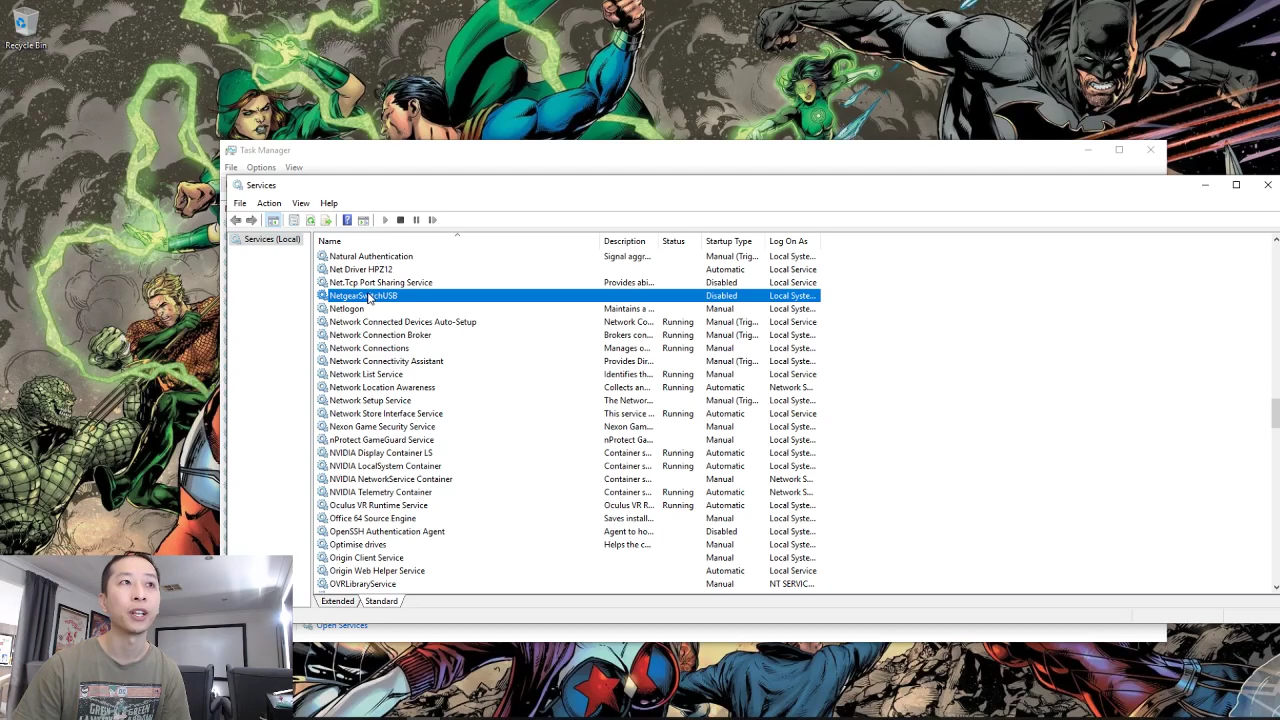 Recycle Bin
Task Manager
File Options View
Services
File Action View Help
Services (Local)
Name Description Status Startup Type Log On As
Natural Authentication Signal aggr... Manual (Trig... Local Syste...
Net Driver HPZ12 Automatic Local Service
Net.Tcp Port Sharing Service Provides abi... Disabled Local Service
NetgearSwitchUSB Disabled Local Syste...
Netlogon Maintains a ... Manual Local Syste...
Network Connected Devices Auto-Setup Network Co... Running Manual (Trig... Local Service
Network Connection Broker Brokers con... Running Manual (Trig... Local Syste...
Network Connections Manages o... Running Manual Local Syste...
Network Connectivity Assistant Provides Dir... Manual (Trig... Local Syste...
Network List Service Identifies th... Running Manual Local Service
Network Location Awareness Collects an... Running Automatic Network S...
Network Setup Service The Networ... Manual (Trig... Local Syste...
Network Store Interface Service This service ... Running Automatic Local Service
Nexon Game Security Service Nexon Gam... Manual Local Syste...
nProtect GameGuard Service nProtect Ga... Manual Local Syste...
NVIDIA Display Container LS Container s... Running Automatic Local Syste...
NVIDIA LocalSystem Container Container s... Running Automatic Local Syste...
NVIDIA NetworkService Container Container s... Manual Network S...
NVIDIA Telemetry Container Container s... Running Automatic Network S...
Oculus VR Runtime Service Oculus VR R... Running Automatic Local Syste...
Office 64 Source Engine Saves install... Manual Local Syste...
OpenSSH Authentication Agent Agent to ho... Disabled Local Syste...
Optimise drives Helps the c... Manual Local Syste...
Origin Client Service Manual Local Syste...
Origin Web Helper Service Automatic Local Service
OVRLibraryService Manual NT SERVIC...
Extended Standard
Open Services
GREEN GREEN